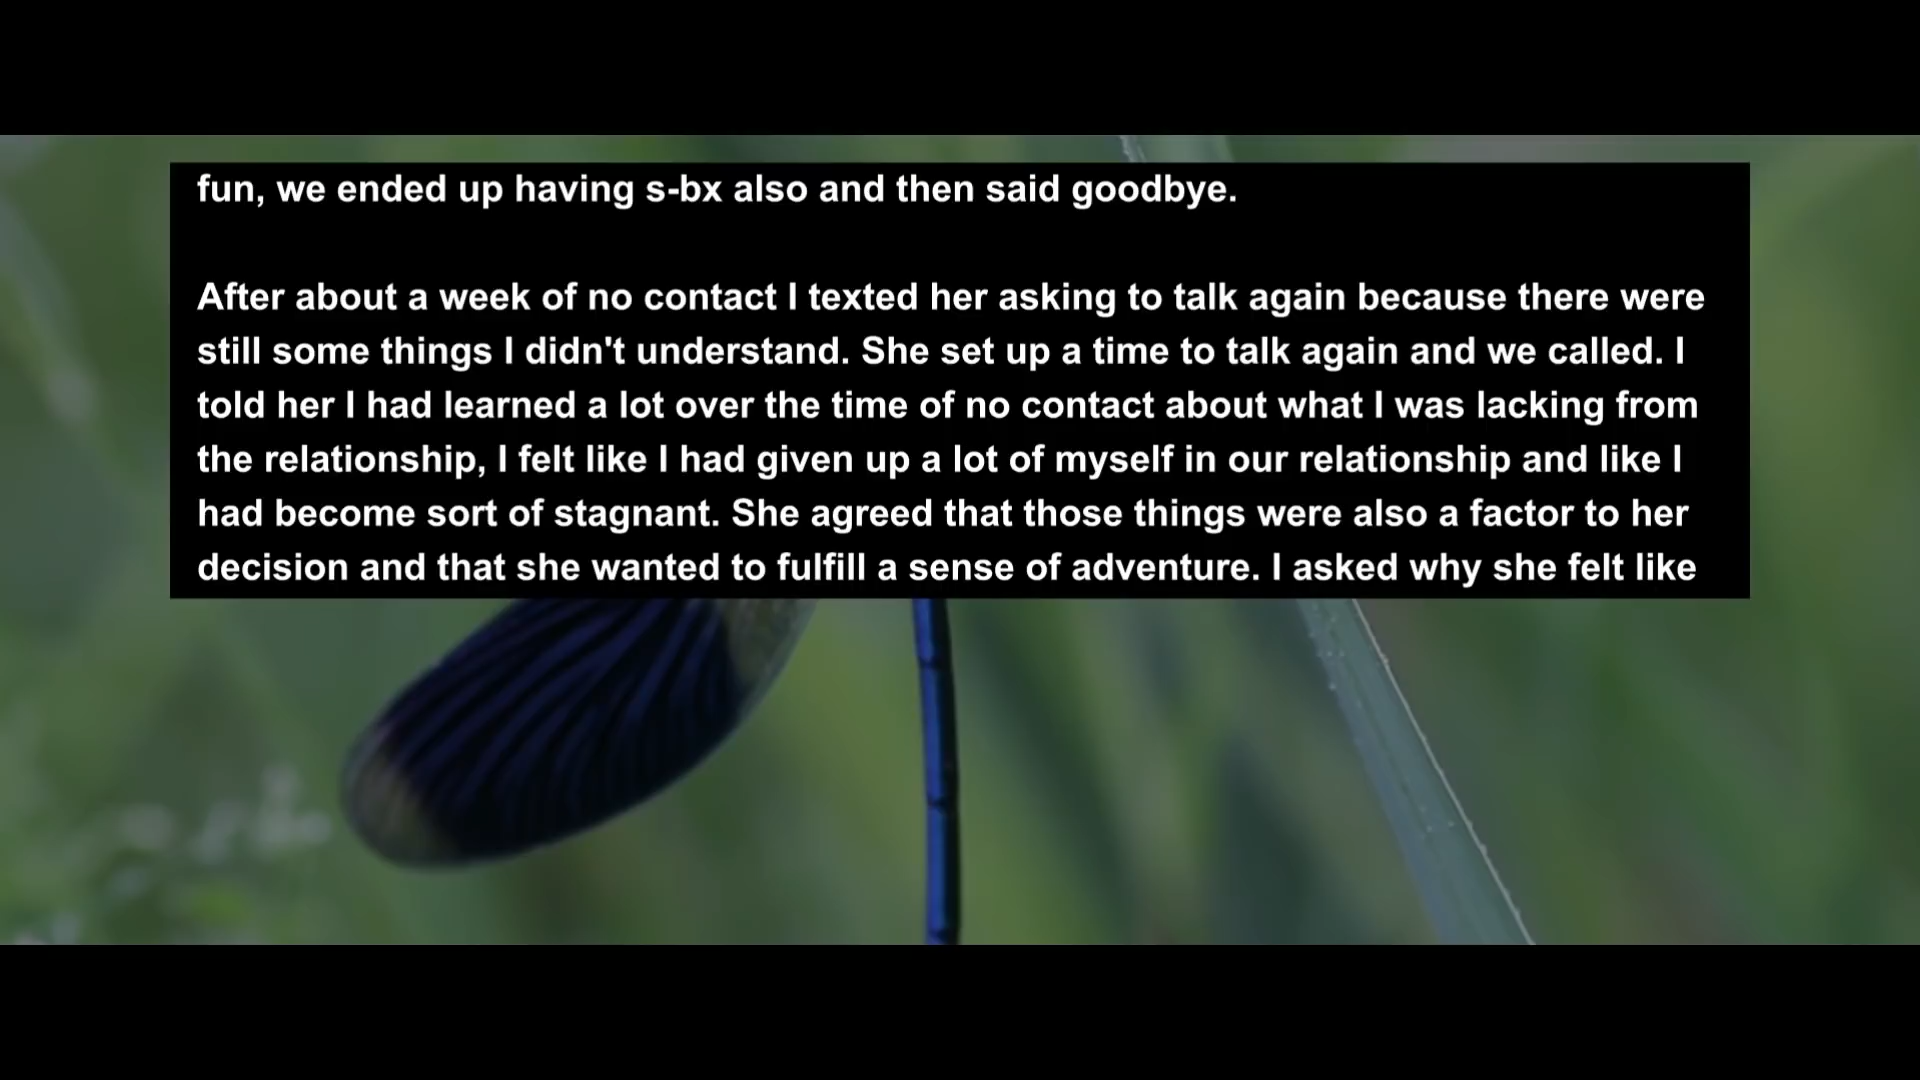 fun, we ended up having s-bx also and then said goodbye.
After about a week of no contact I texted her asking to talk again because there were
still some things I didn't understand. She set up a time to talk again and we called. I
told her I had learned a lot over the time of no contact about what I was lacking from
the relationship, I felt like I had given up a lot of myself in our relationship and like I
had become sort of stagnant. She agreed that those things were also a factor to her
decision and that she wanted to fulfill a sense of adventure. I asked why she felt like